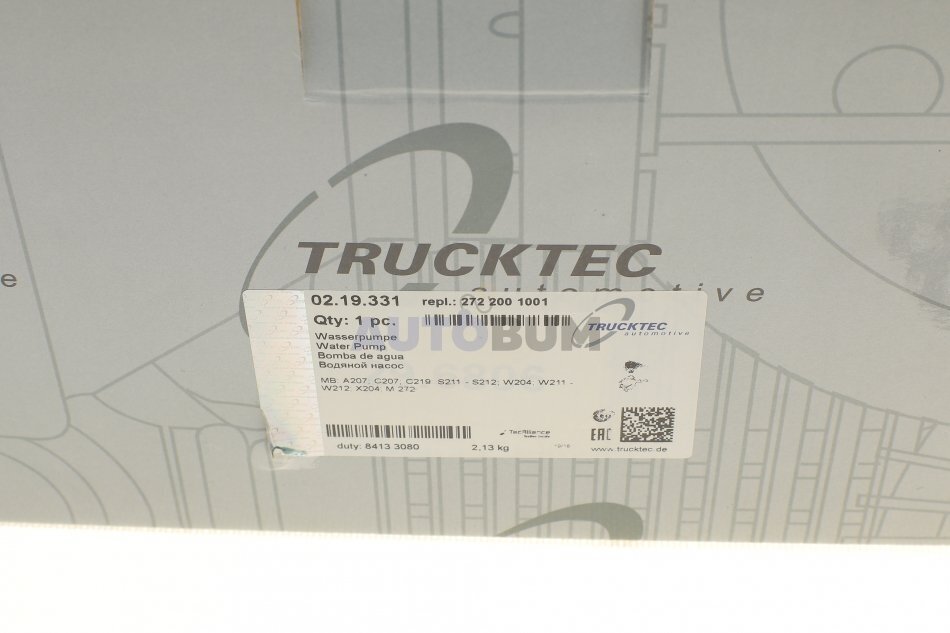 TRUCKTEC
automotive
e
02.19.331 repl.: 272 200 1001
Qty: 1 pc.
AUTOBUM
TRUCKTEC
automotive
Wasserpumpe
Water Pump
Bomba de agua
Водяной насос
MB: A207; C207; C219 S211 - S212; W204; W211 -
W212 X204 M 272
TecAlliance
EAC
duty: 8413 3080 2,13 kg
www.trucktec.de